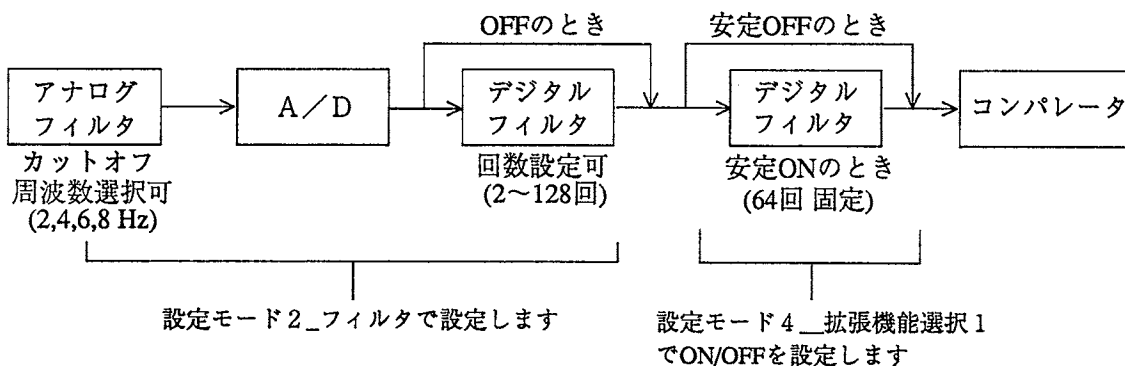 OFFのとき
安定OFFのとき
アナログ
フィルタ
A/D
デジタル
フィルタ
デジタル
フィルタ
コンパレータ
カットオフ
周波数選択可
(2,4,6,8 Hz)
回数設定可
(2〜128回)
安定ONのとき
(64回 固定)
設定モード2_フィルタで設定します
設定モード4_拡張機能選択1
でON/OFFを設定します